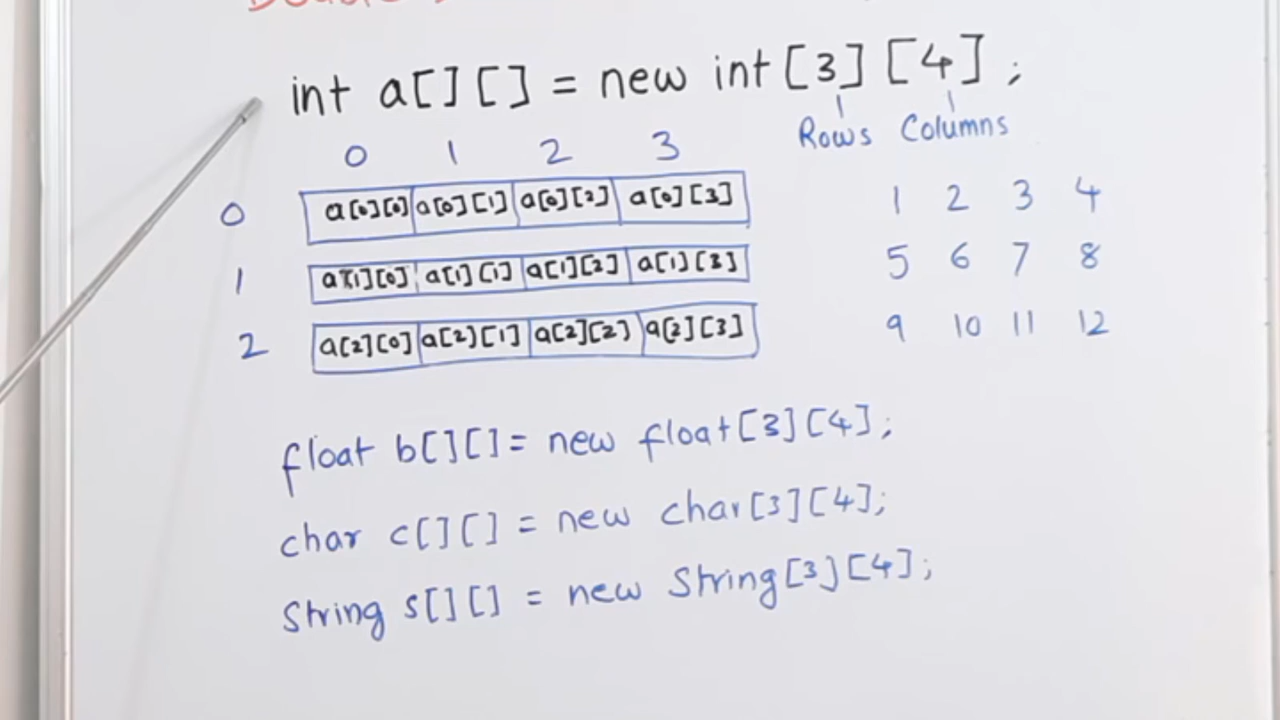 int a[][] = new int[3][4];
Rows Columns
0 1 2 3
0 a[0][0] a[0][1] a[0][2] a[0][3] 1 2 3 4
1 a[1][0] a[1][1] a[1][2] a[1][3] 5 6 7 8
2 a[2][0] a[2][1] a[2][2] a[2][3] 9 10 11 12
float b[][]= new float[3][4];
char c[][] = new char[3][4];
String s[][] = new String[3][4];